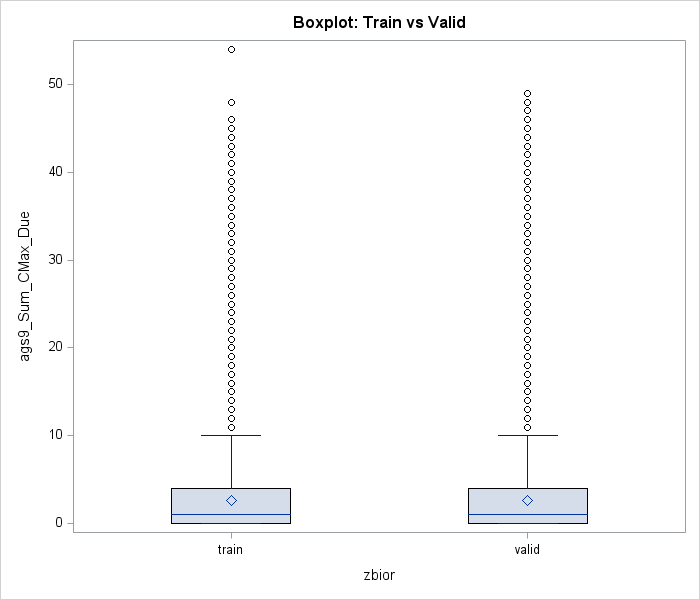 Boxplot: Train vs Valid
50
40
30
20
10
0
ags9_Sum_CMax_Due
train
valid
zbior